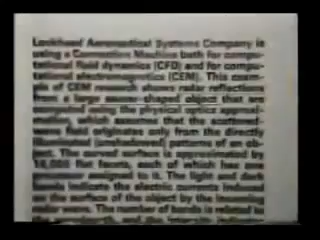 Lockheed Aeronautical Systems Company is
using a Connection Machine both for compu-
tational fluid dynamics (CFD) and for compu-
tational electromagnetics (CEM). This exam-
ple of CEM research shows radar reflections
from a large saucer-shaped object that are
computed using the physical optics approxi-
mation, which assumes that the scattered-
wave field originates only from the directly
illuminated (unshadowed) patterns of an ob-
ject. The curved surface is approximated by
flat facets, each of which has one
processor assigned to it. The light and dark
bands indicate the electric currents induced
on the surface of the object by the incoming
radar wave. The number of bands is related to
the and the